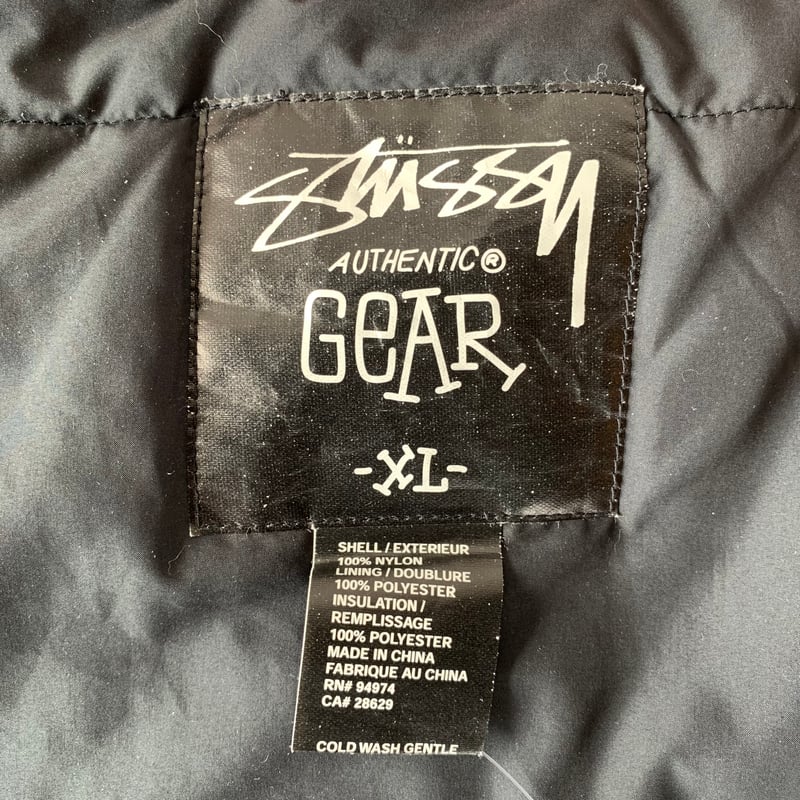 Stüssy
AUTHENTIC®
GEAR
-XL-
SHELL / EXTERIEUR
100% NYLON
LINING / DOUBLURE
100% POLYESTER
INSULATION /
REMPLISSAGE
100% POLYESTER
MADE IN CHINA
FABRIQUE AU CHINA
RN# 94974
CA# 28629
COLD WASH GENTLE